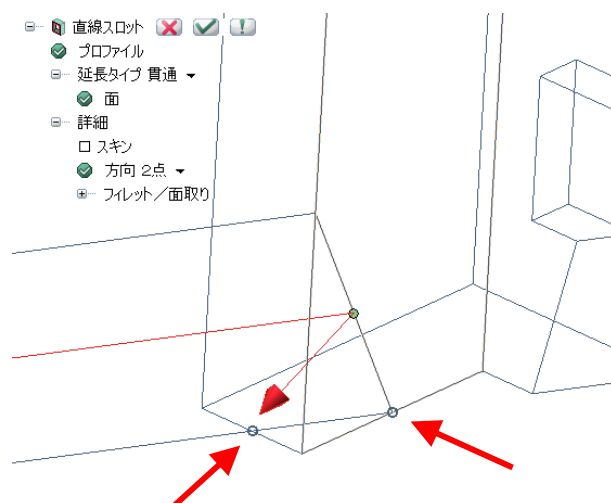 直線スロット
プロファイル
延長タイプ 貫通
面
詳細
スキン
方向 2点
フィレット／面取り